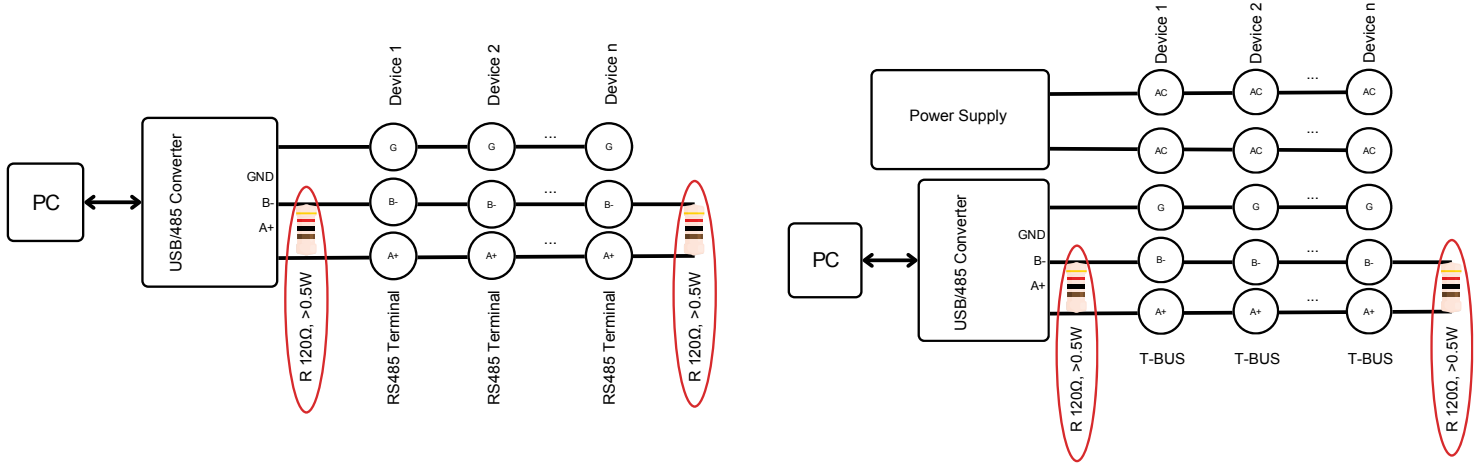 Device 1
Device 2
Device n
PC
USB/485 Converter
GND
B-
A+
G
G
...
G
B-
B-
...
B-
A+
A+
...
A+
R 120Ω, >0.5W
RS485 Terminal
RS485 Terminal
RS485 Terminal
R 120Ω, >0.5W
Device 1
Device 2
Device n
Power Supply
AC
AC
...
AC
AC
AC
...
AC
PC
USB/485 Converter
GND
B-
A+
G
G
...
G
B-
B-
...
B-
A+
A+
...
A+
R 120Ω, >0.5W
T-BUS
T-BUS
T-BUS
R 120Ω, >0.5W